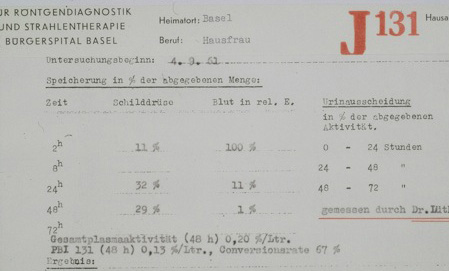 ÜR RÖNTGENDIAGNOSTIK
UND STRAHLENTHERAPIE
BÜRGERSPITAL BASEL
Heimatort: Basel
Beruf: Hausfrau
J 131
Hausa
Untersuchungsbeginn: 4. 9. 61
Speicherung in % der abgegebenen Menge:
Zeit Schilddrüse Blut in rel. E. Urinausscheidung
in % der abgegebenen
Aktivität.
2h 11 % 100 % 0 - 24 Stunden
8h 24 - 48 "
24h 32 % 11 % 48 - 72 "
48h 29 % 1 % gemessen durch Dr.
72h
Gesamtplasmaaktivität (48 h) 0,20 %/Ltr.
PBI 131 (48 h) 0,13 %/Ltr., Conversionsrate 67 %
Ergebnis: